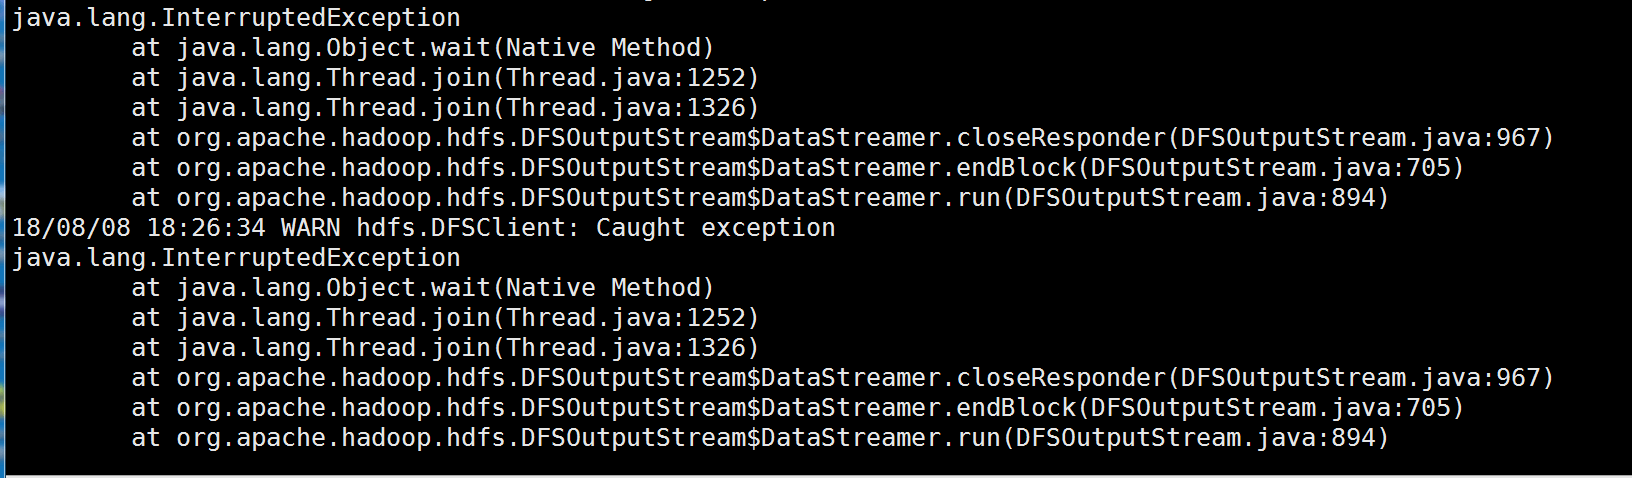 java.lang.InterruptedException
        at java.lang.Object.wait(Native Method)
        at java.lang.Thread.join(Thread.java:1252)
        at java.lang.Thread.join(Thread.java:1326)
        at org.apache.hadoop.hdfs.DFSOutputStream$DataStreamer.closeResponder(DFSOutputStream.java:967)
        at org.apache.hadoop.hdfs.DFSOutputStream$DataStreamer.endBlock(DFSOutputStream.java:705)
        at org.apache.hadoop.hdfs.DFSOutputStream$DataStreamer.run(DFSOutputStream.java:894)
18/08/08 18:26:34 WARN hdfs.DFSClient: Caught exception
java.lang.InterruptedException
        at java.lang.Object.wait(Native Method)
        at java.lang.Thread.join(Thread.java:1252)
        at java.lang.Thread.join(Thread.java:1326)
        at org.apache.hadoop.hdfs.DFSOutputStream$DataStreamer.closeResponder(DFSOutputStream.java:967)
        at org.apache.hadoop.hdfs.DFSOutputStream$DataStreamer.endBlock(DFSOutputStream.java:705)
        at org.apache.hadoop.hdfs.DFSOutputStream$DataStreamer.run(DFSOutputStream.java:894)